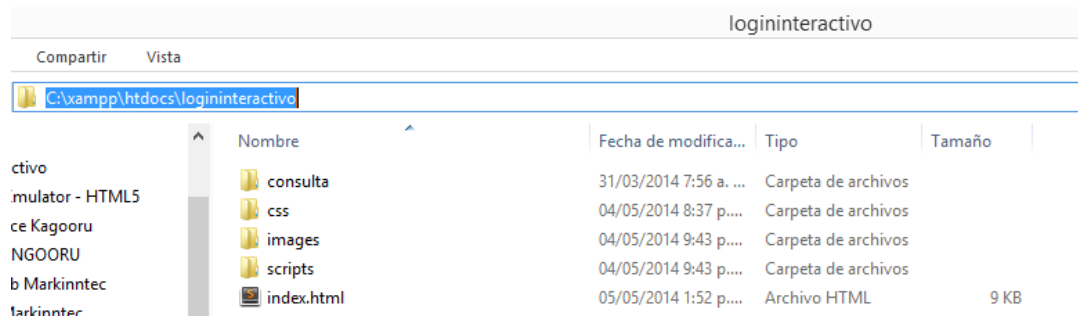 logininteractivo
Compartir Vista
C:\xampp\htdocs\logininteractivo
Nombre Fecha de modifica... Tipo Tamaño
ctivo
mulator - HTML5
ce Kagooru
NGOORU
b Markinntec
Markinntec
consulta 31/03/2014 7:56 a. ... Carpeta de archivos
css 04/05/2014 8:37 p.... Carpeta de archivos
images 04/05/2014 9:43 p.... Carpeta de archivos
scripts 04/05/2014 9:43 p.... Carpeta de archivos
index.html 05/05/2014 1:52 p.... Archivo HTML 9 KB